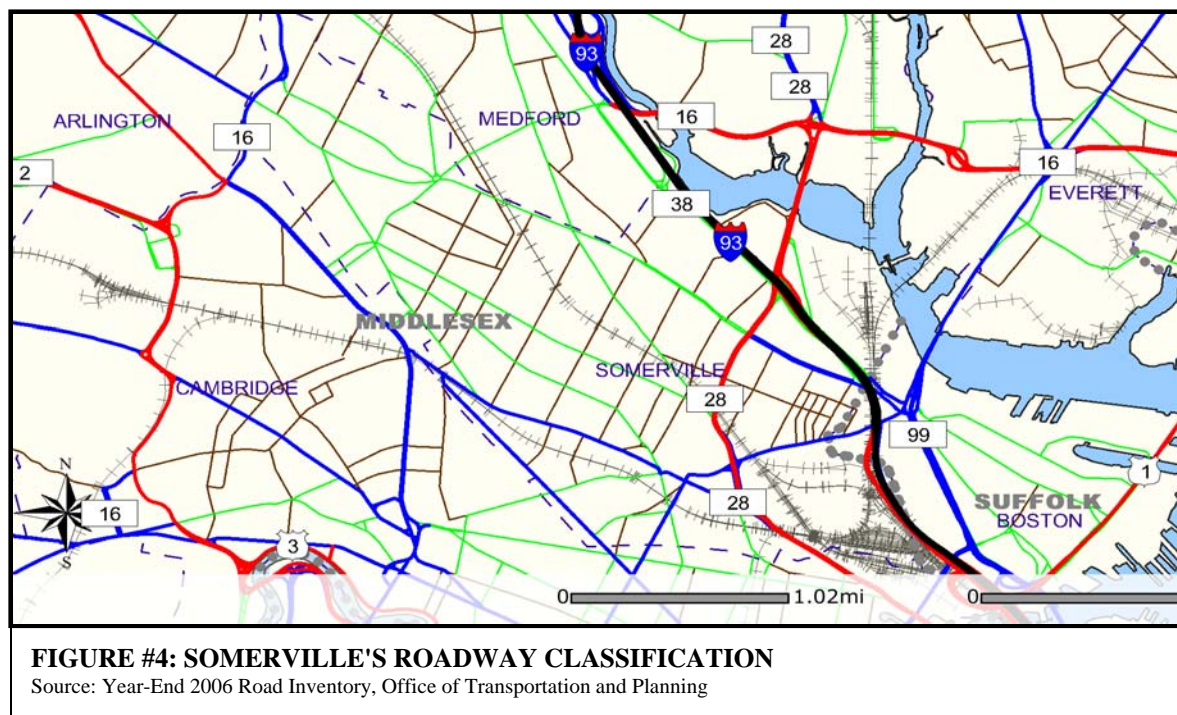 28
93
28
MEDFORD
16
ARLINGTON
16
16
2
EVERETT
38
93
MIDDLESEX
SOMERVILLE
CAMBRIDGE
28
99
1
N
SUFFOLK
28
BOSTON
16
3
S
0
1.02mi
0
FIGURE #4: SOMERVILLE'S ROADWAY CLASSIFICATION
Source: Year-End 2006 Road Inventory, Office of Transportation and Planning